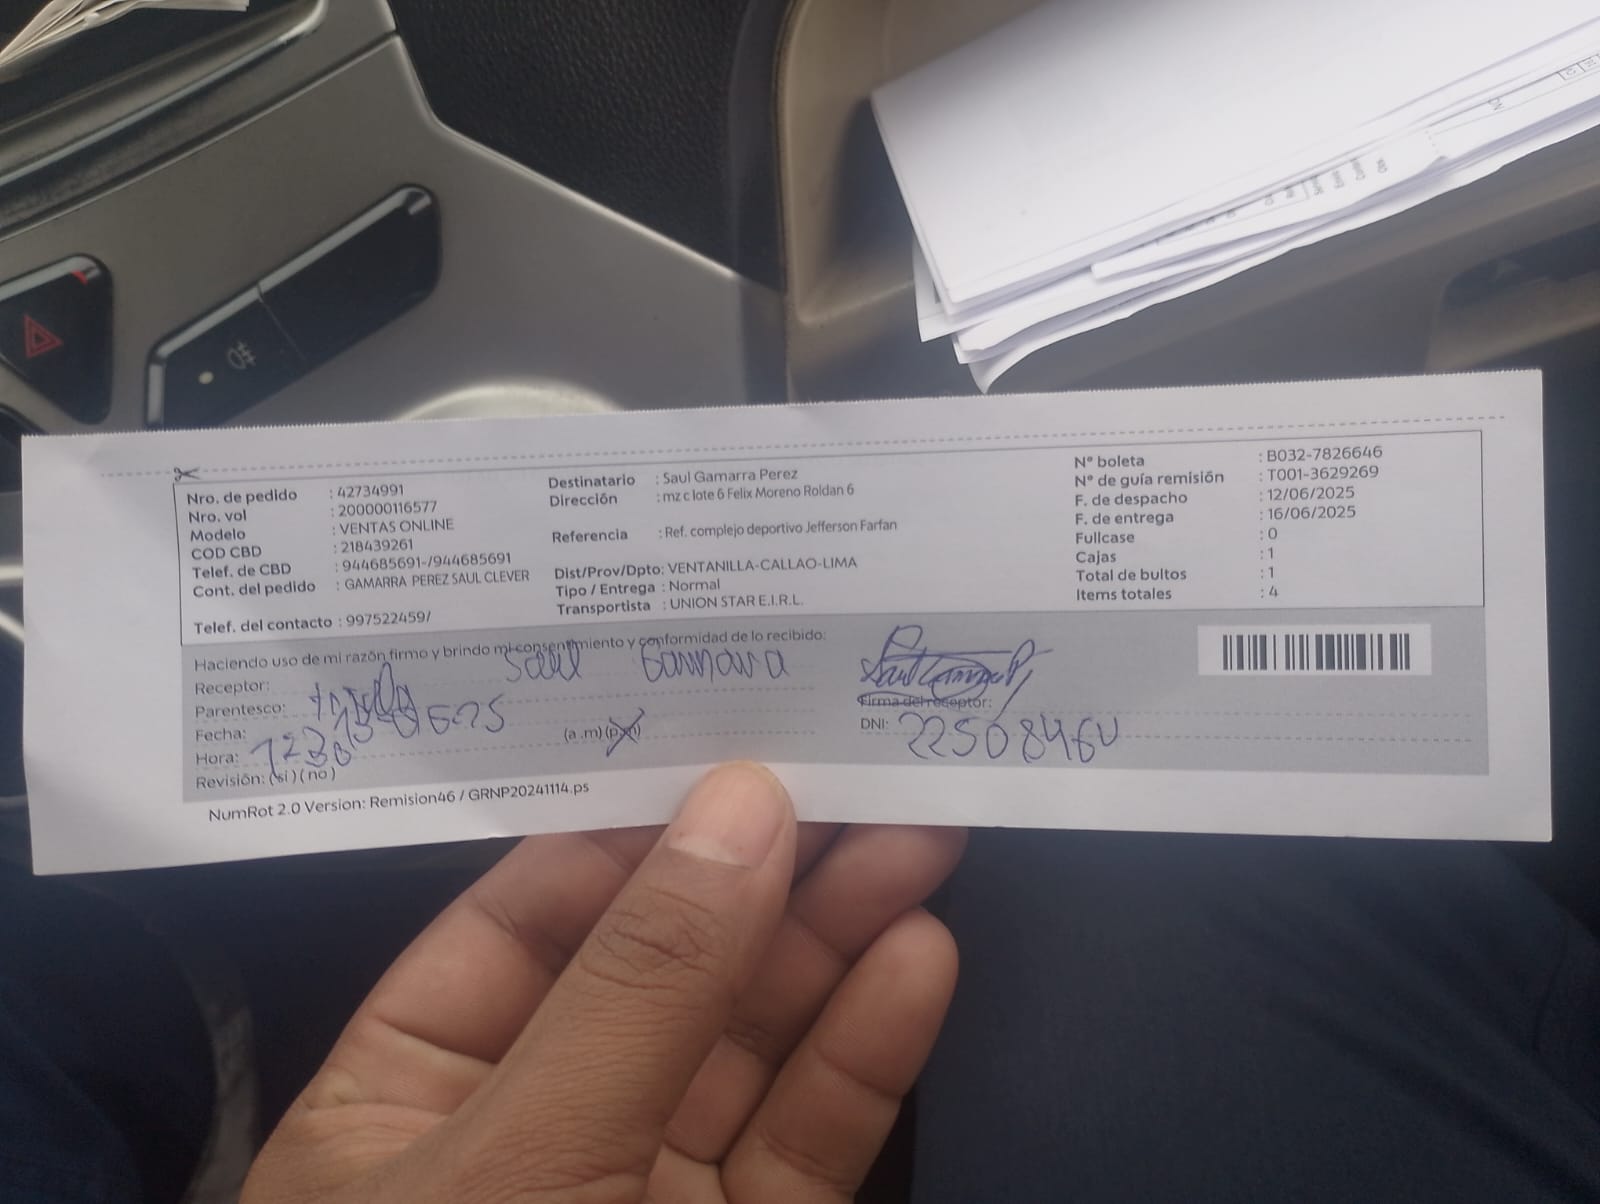 Nro. de pedido : 42734991
Nro. vol : 200000116577
Modelo : VENTAS ONLINE
COD CBD : 218439261
Telef. de CBD : 944685691-/944685691
Cont. del pedido : GAMARRA PEREZ SAUL CLEVER
Telef. del contacto : 997522459/
Destinatario : Saul Gamarra Perez
Dirección : mz c lote 6 Felix Moreno Roldan 6
Referencia : Ref. complejo deportivo Jefferson Farfan
Dist/Prov/Dpto: VENTANILLA-CALLAO-LIMA
Tipo / Entrega : Normal
Transportista : UNION STAR E.I.R.L.
Nº boleta : B032-7826646
Nº de guía remisión : T001-3629269
F. de despacho : 12/06/2025
F. de entrega : 16/06/2025
Fullcase : 0
Cajas : 1
Total de bultos : 1
Items totales : 4
Haciendo uso de mi razón firmo y brindo mi consentimiento y conformidad de lo recibido:
Receptor: Saul Gamarra
Parentesco:
Fecha:
Hora: 1230 (a.m)(p.m)
Revisión: (si) (no)
Firma del receptor:
DNI:
NumRot 2.0 Version: Remision46 / GRNP20241114.ps